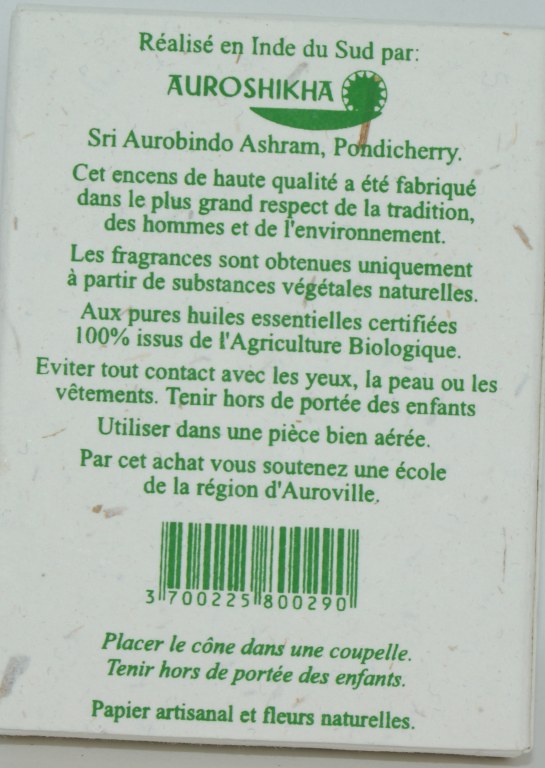 Réalisé en Inde du Sud par:
AUROSHIKHA
Sri Aurobindo Ashram, Pondicherry.
Cet encens de haute qualité a été fabriqué
dans le plus grand respect de la tradition,
des hommes et de l'environnement.
Les fragrances sont obtenues uniquement
à partir de substances végétales naturelles.
Aux pures huiles essentielles certifiées
100% issus de l'Agriculture Biologique.
Eviter tout contact avec les yeux, la peau ou les
vêtements. Tenir hors de portée des enfants
Utiliser dans une pièce bien aérée.
Par cet achat vous soutenez une école
de la région d'Auroville.
3 700225 800290
Placer le cône dans une coupelle.
Tenir hors de portée des enfants.
Papier artisanal et fleurs naturelles.